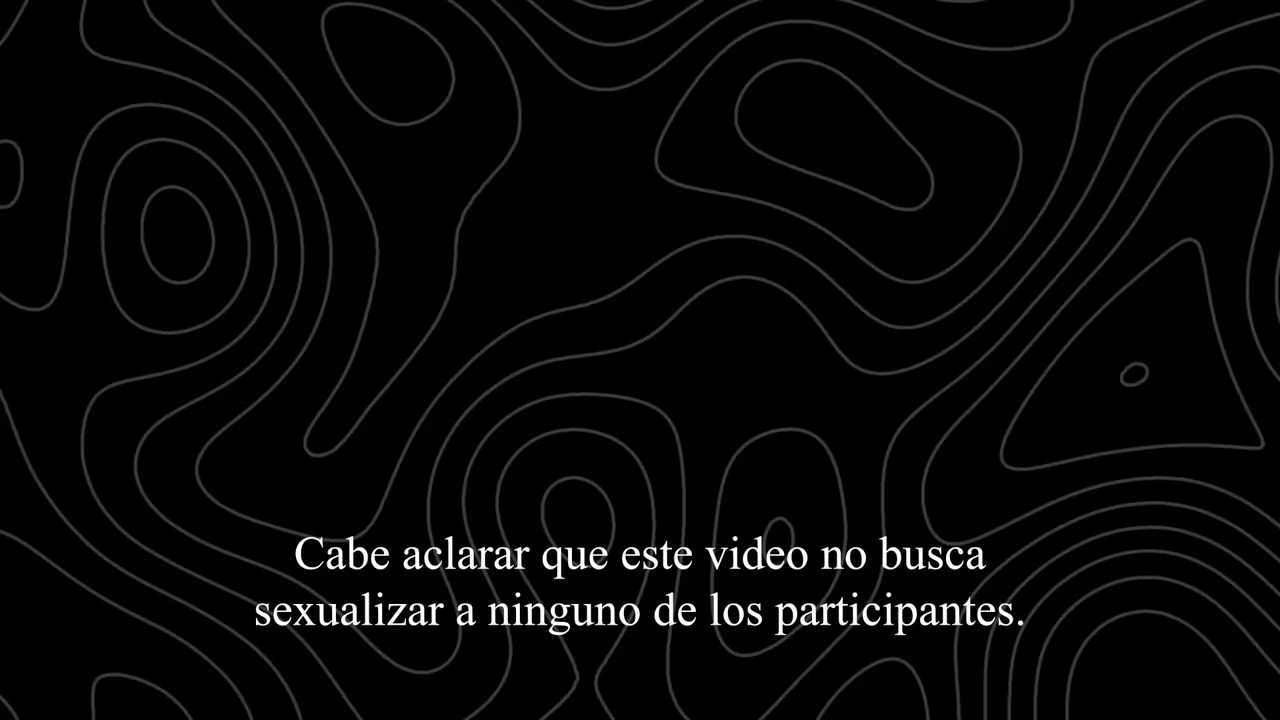 Cabe aclarar que este video no busca
sexualizar a ninguno de los participantes.